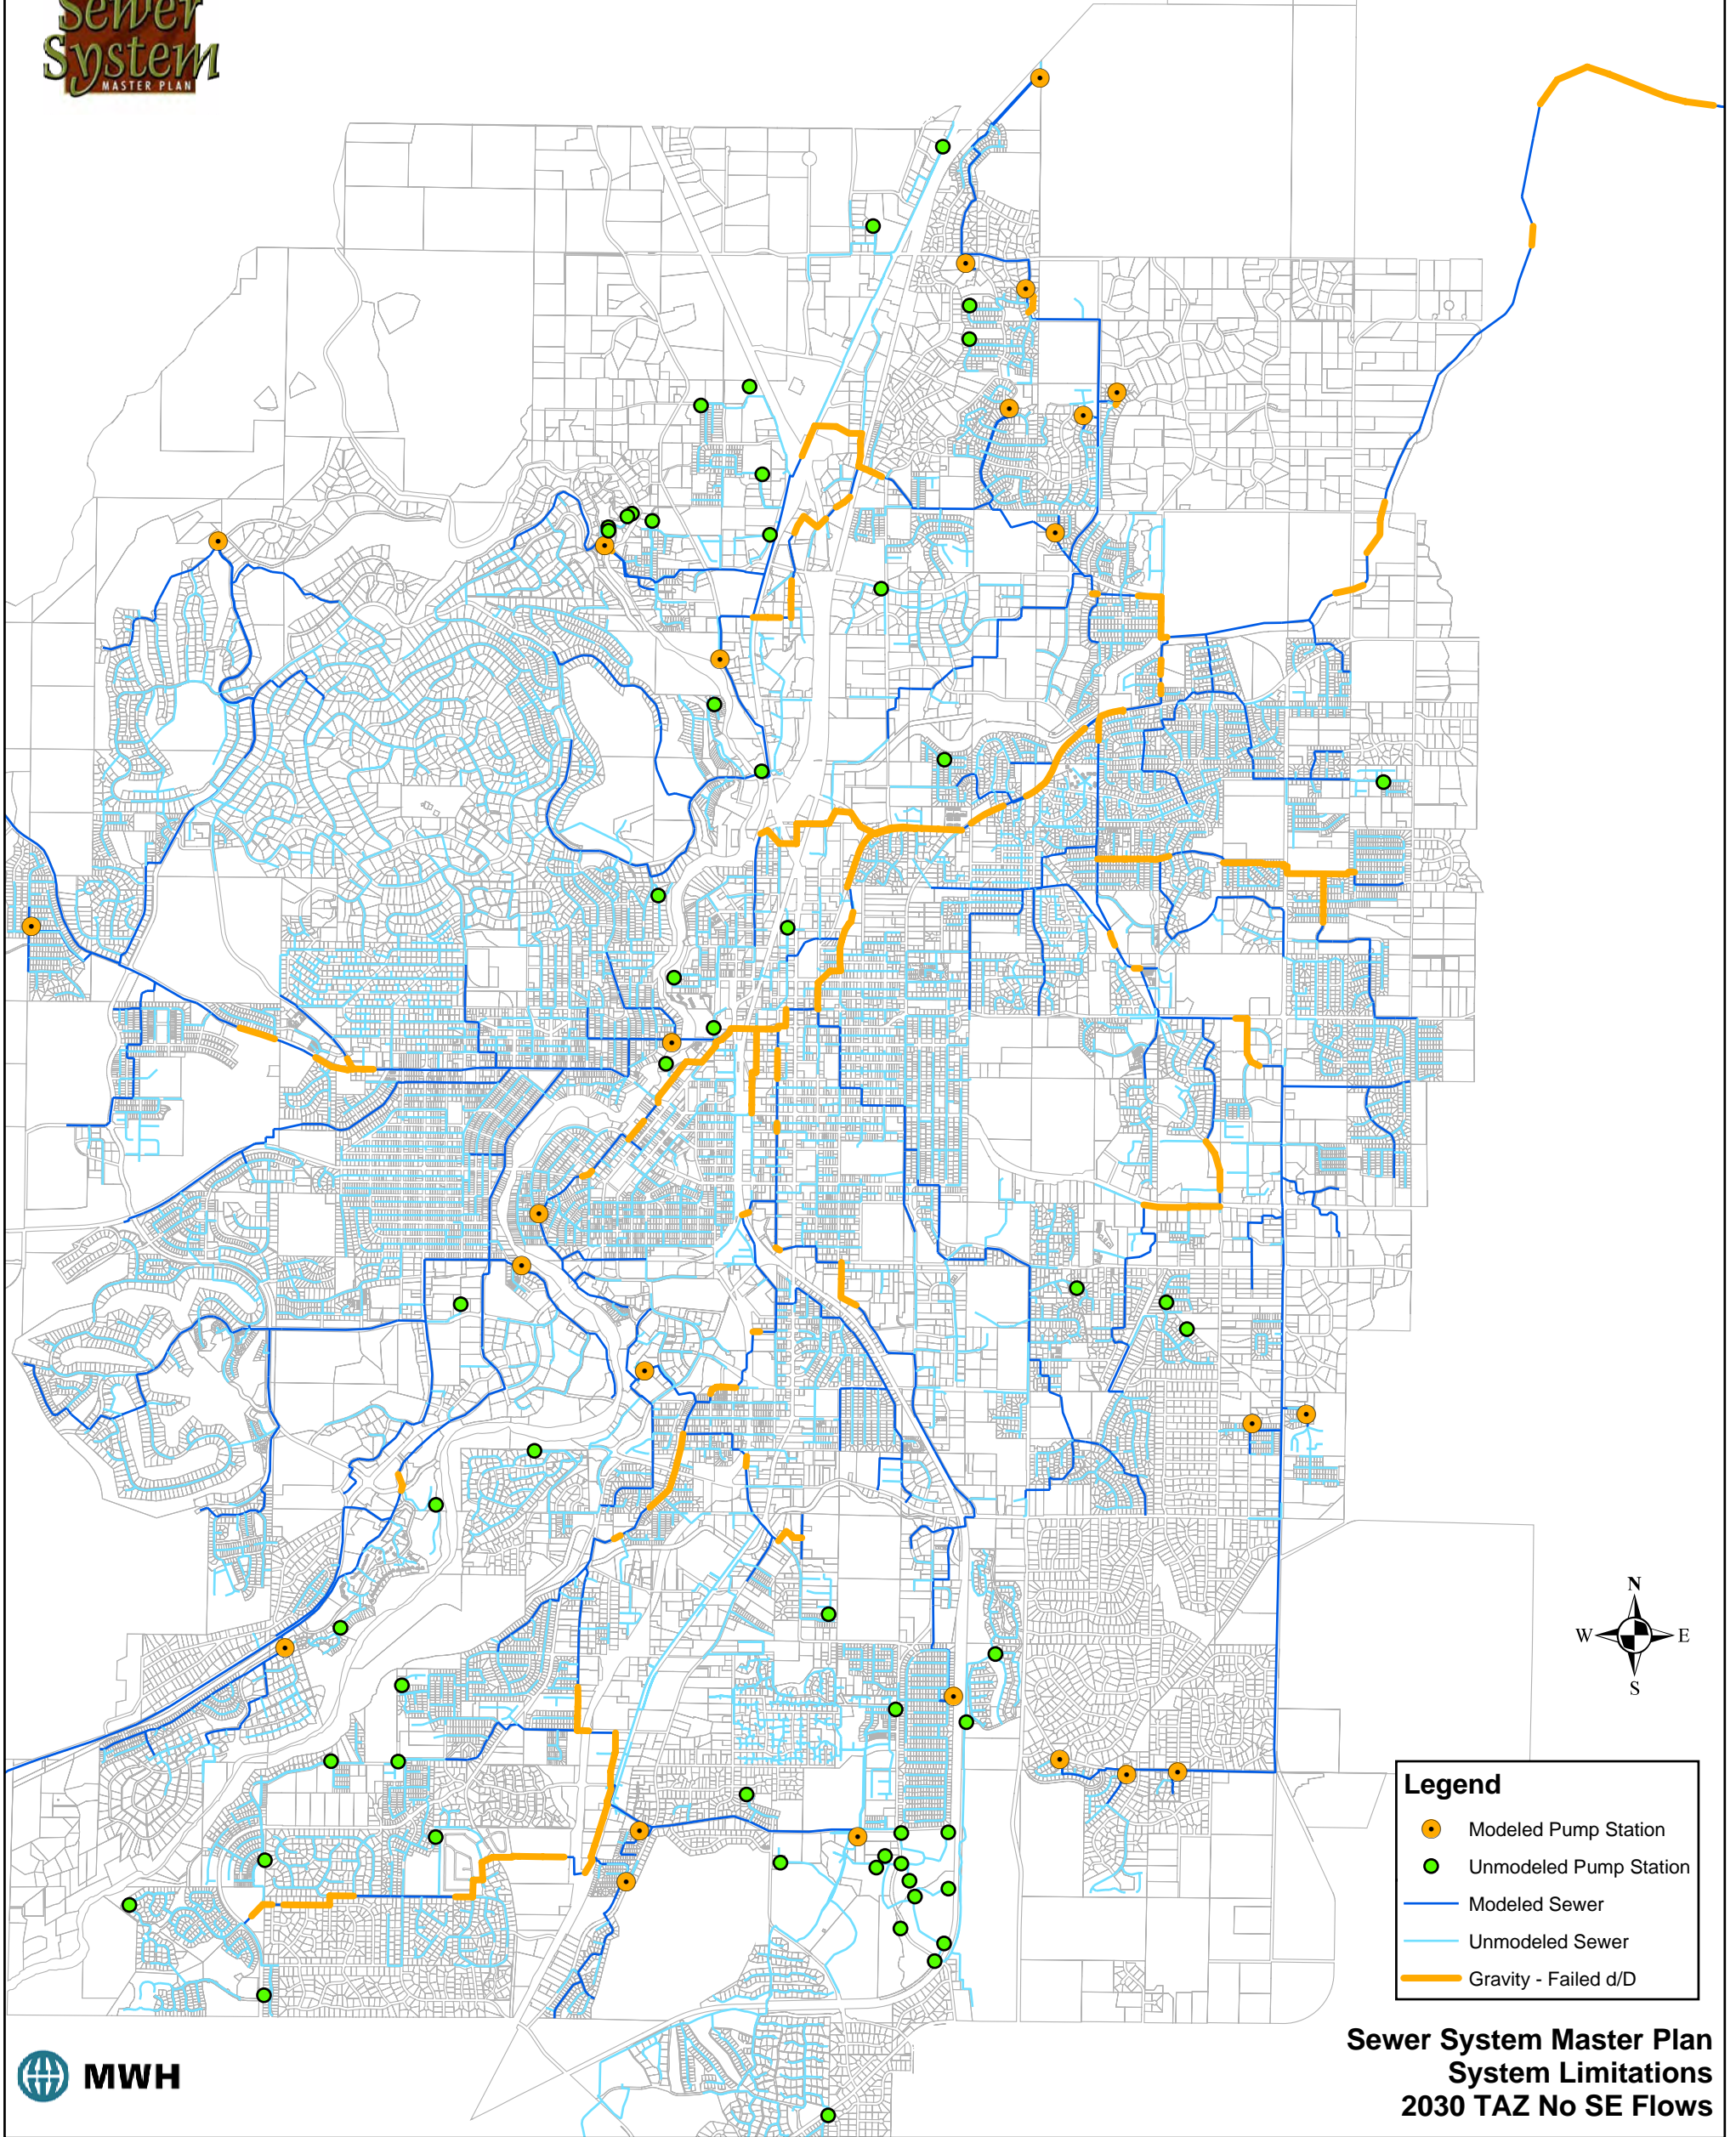 Sewer
System
MASTER PLAN
N
W E
S
Legend
Modeled Pump Station
Unmodeled Pump Station
Modeled Sewer
Unmodeled Sewer
Gravity - Failed d/D
MWH
Sewer System Master Plan
System Limitations
2030 TAZ No SE Flows